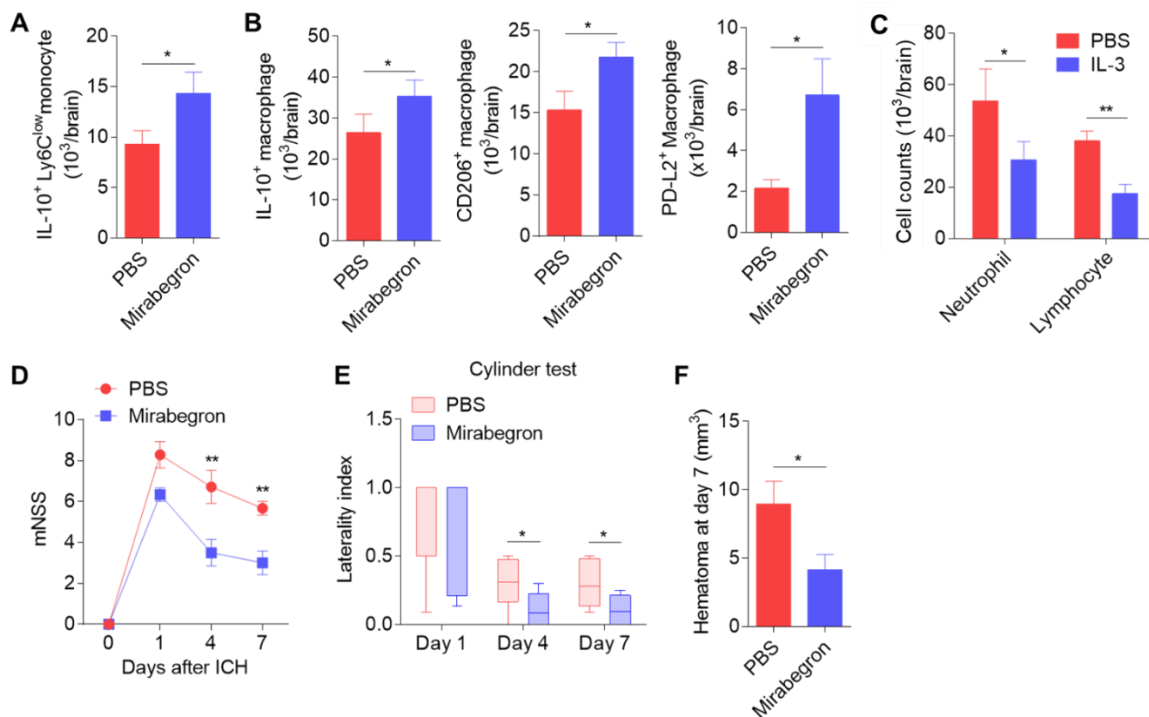 A
IL-10+ Ly6Clow monocyte
(10³/brain)
20
15
10
5
0
*
PBS
Mirabegron
B
IL-10+ macrophage
(10³/brain)
50
40
30
20
10
0
*
PBS
Mirabegron
CD206+ macrophage
(10³/brain)
25
20
15
10
5
0
*
PBS
Mirabegron
PD-L2+ Macrophage
(x10³/brain)
10
8
6
4
2
0
*
PBS
Mirabegron
C
Cell counts (10³/brain)
80
60
40
20
0
PBS
IL-3
*
**
Neutrophil
Lymphocyte
D
PBS
Mirabegron
mNSS
10
8
6
4
2
0
**
**
0 1 4 7
Days after ICH
E
Cylinder test
PBS
Mirabegron
Laterality index
1.5
1.0
0.5
0.0
*
*
Day 1 Day 4 Day 7
F
Hematoma at day 7 (mm³)
15
10
5
0
*
PBS
Mirabegron